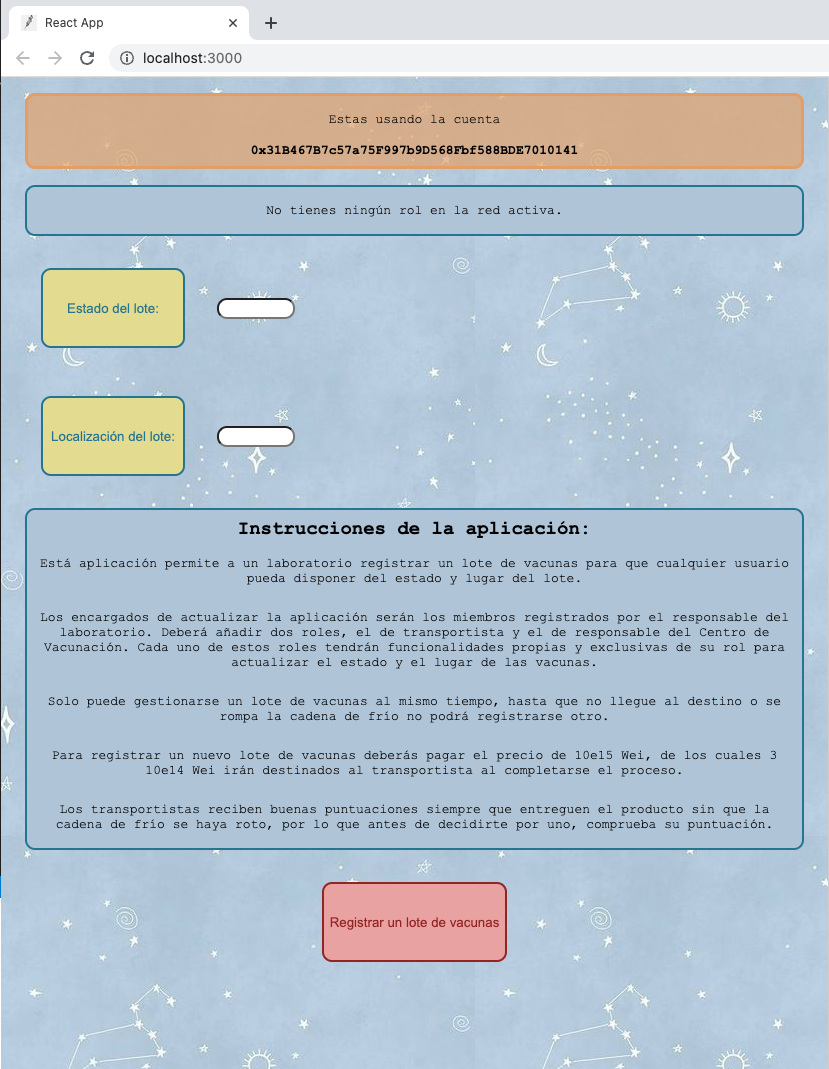 React App
localhost:3000
Estas usando la cuenta
0x31B467B7c57a75F997b9D568Fbf588BDE7010141
No tienes ningún rol en la red activa.
Estado del lote:
Localización del lote:
Instrucciones de la aplicación:
Está aplicación permite a un laboratorio registrar un lote de vacunas para que cualquier usuario
pueda disponer del estado y lugar del lote.
Los encargados de actualizar la aplicación serán los miembros registrados por el responsable del
laboratorio. Deberá añadir dos roles, el de transportista y el de responsable del Centro de
Vacunación. Cada uno de estos roles tendrán funcionalidades propias y exclusivas de su rol para
actualizar el estado y el lugar de las vacunas.
Solo puede gestionarse un lote de vacunas al mismo tiempo, hasta que no llegue al destino o se
rompa la cadena de frío no podrá registrarse otro.
Para registrar un nuevo lote de vacunas deberás pagar el precio de 10e15 Wei, de los cuales 3
10e14 Wei irán destinados al transportista al completarse el proceso.
Los transportistas reciben buenas puntuaciones siempre que entreguen el producto sin que la
cadena de frío se haya roto, por lo que antes de decidirte por uno, comprueba su puntuación.
Registrar un lote de vacunas